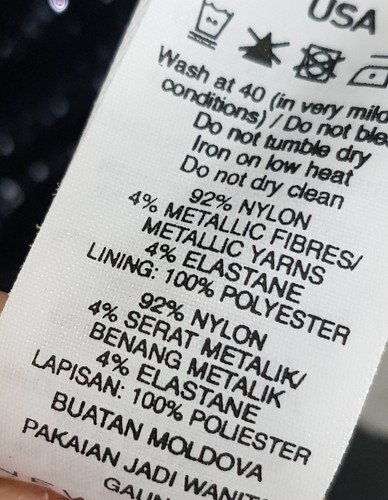 USA
Wash at 40 (in very mild
conditions) / Do not
Do not tumble dry
Iron on low heat
Do not dry clean
92% NYLON
4% METALLIC FIBRES/
METALLIC YARNS
4% ELASTANE
LINING: 100% POLYESTER
92% NYLON
4% SERAT METALIK/
BENANG METALIK
4% ELASTANE
LAPISAN: 100% POLIESTER
BUATAN MOLDOVA
PAKAIAN JADI